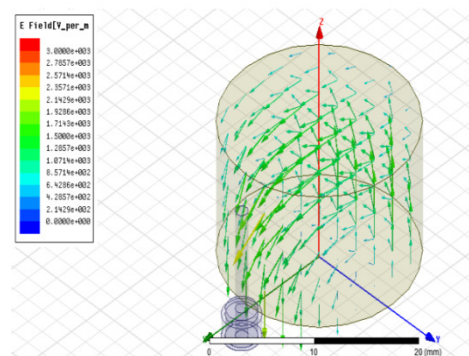 E Field[V_per_m
3.0000e+003
2.7857e+003
2.5714e+003
2.3571e+003
2.1429e+003
1.9286e+003
1.7143e+003
1.5000e+003
1.2857e+003
1.0714e+003
8.5714e+002
6.4286e+002
4.2857e+002
2.1429e+002
0.0000e+000
Z
Y
0
10
20 (mm)